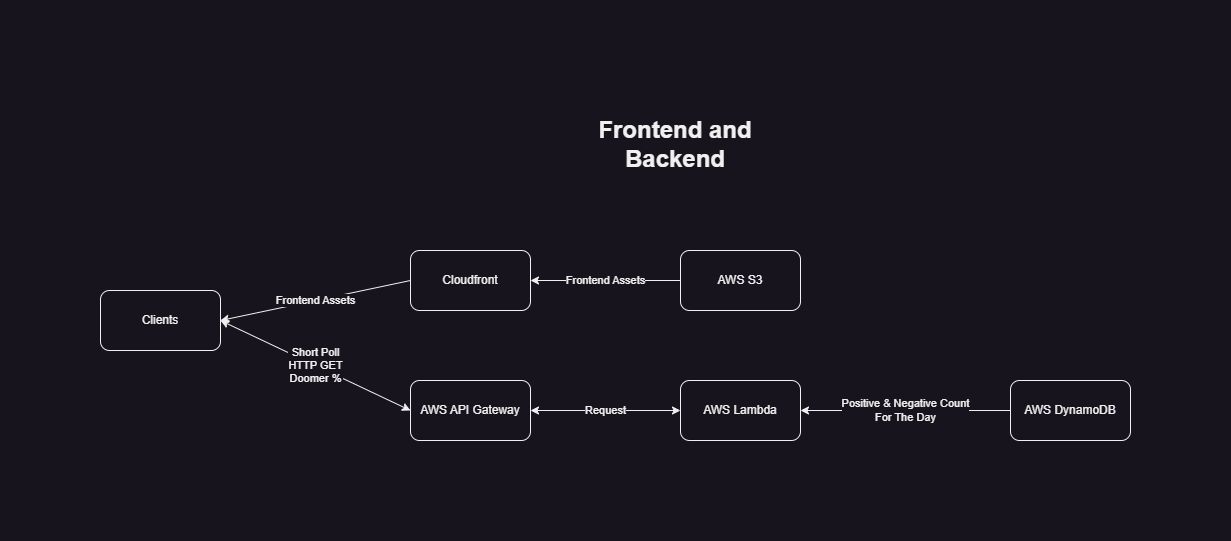 Frontend and
Backend
Cloudfront
AWS S3
Frontend Assets
Frontend Assets
Clients
Short Poll
HTTP GET
Doomer %
AWS API Gateway
Request
AWS Lambda
Positive & Negative Count
For The Day
AWS DynamoDB